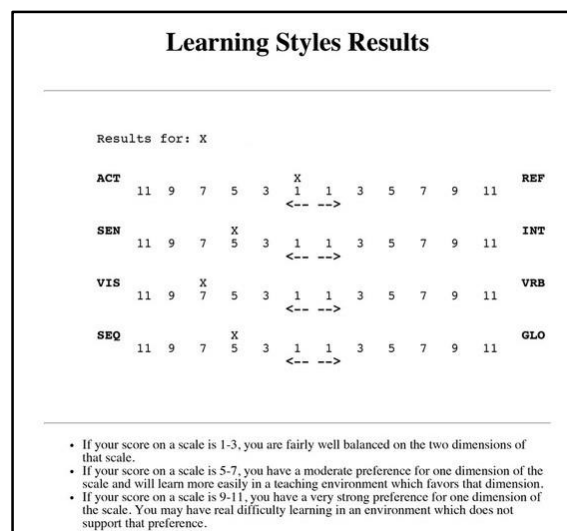 Learning Styles Results
Results for: X
ACT X REF
11 9 7 5 3 1 1 3 5 7 9 11
<-- -->
SEN X INT
11 9 7 5 3 1 1 3 5 7 9 11
<-- -->
VIS X VRB
11 9 7 5 3 1 1 3 5 7 9 11
<-- -->
SEQ X GLO
11 9 7 5 3 1 1 3 5 7 9 11
<-- -->
• If your score on a scale is 1-3, you are fairly well balanced on the two dimensions of
that scale.
• If your score on a scale is 5-7, you have a moderate preference for one dimension of the
scale and will learn more easily in a teaching environment which favors that dimension.
• If your score on a scale is 9-11, you have a very strong preference for one dimension of
the scale. You may have real difficulty learning in an environment which does not
support that preference.